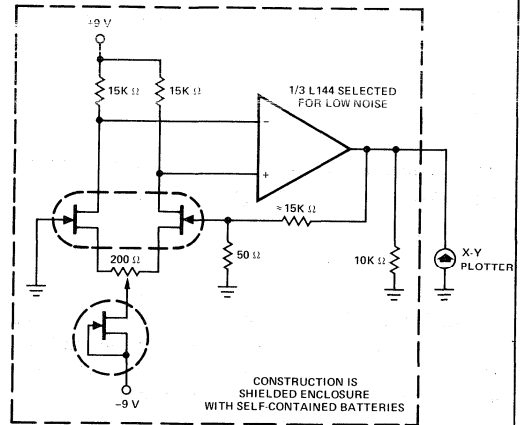 +9 V
15K Ω
15K Ω
1/3 L144 SELECTED
FOR LOW NOISE
−
+
≈15K Ω
200 Ω
50 Ω
10K Ω
X-Y
PLOTTER
−9 V
CONSTRUCTION IS
SHIELDED ENCLOSURE
WITH SELF-CONTAINED BATTERIES